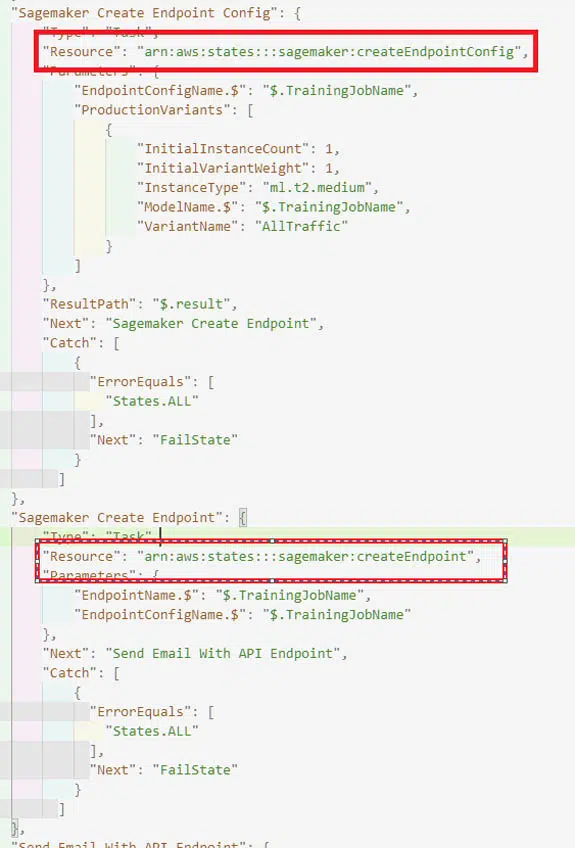 "Sagemaker Create Endpoint Config": {
"Type": "Task",
"Resource": "arn:aws:states:::sagemaker:createEndpointConfig",
"Parameters": {
"EndpointConfigName.$": "$.TrainingJobName",
"ProductionVariants": [
{
"InitialInstanceCount": 1,
"InitialVariantWeight": 1,
"InstanceType": "ml.t2.medium",
"ModelName.$": "$.TrainingJobName",
"VariantName": "AllTraffic"
}
]
},
"ResultPath": "$.result",
"Next": "Sagemaker Create Endpoint",
"Catch": [
{
"ErrorEquals": [
"States.ALL"
],
"Next": "FailState"
}
]
},
"Sagemaker Create Endpoint": {
"Type": "Task",
"Resource": "arn:aws:states:::sagemaker:createEndpoint",
"Parameters": {
"EndpointName.$": "$.TrainingJobName",
"EndpointConfigName.$": "$.TrainingJobName"
},
"Next": "Send Email With API Endpoint",
"Catch": [
{
"ErrorEquals": [
"States.ALL"
],
"Next": "FailState"
}
]
},
"Send Email With API Endpoint": {